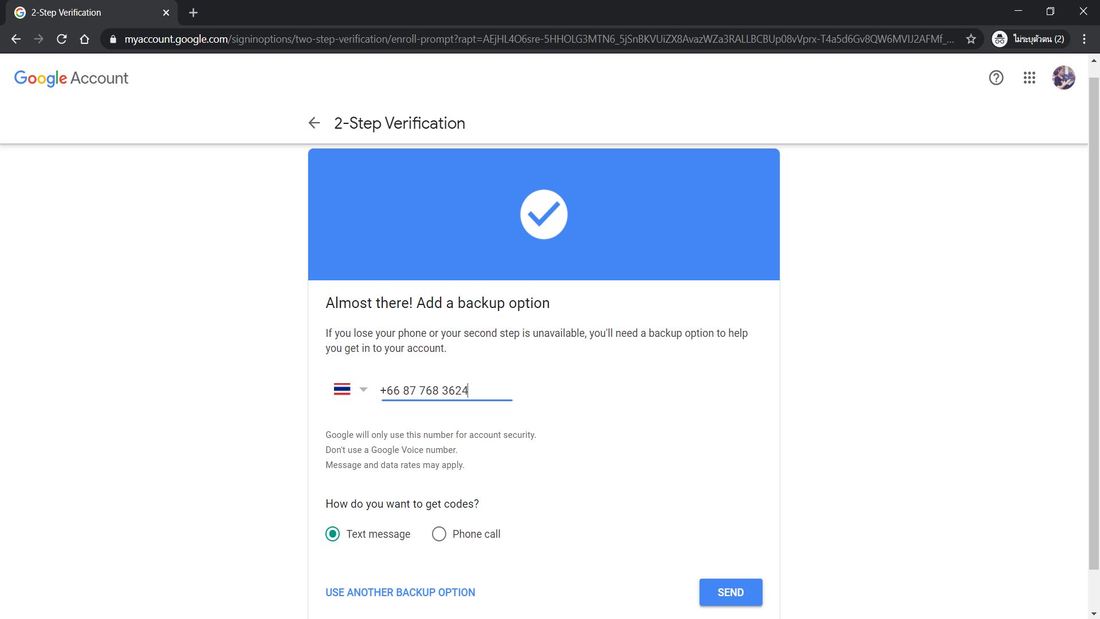 2-Step Verification
myaccount.google.com/signinoptions/two-step-verification/enroll-prompt?rapt=AEjHL4O6sre-5HHOLG3MTN6_5jSnBKVUiZX8AvazWZa3RALLBCBUp08vVprx-T4a5d6Gv8QW6MVIJ2AFMf_...
ไม่ระบุตัวตน (2)
Google Account
2-Step Verification
Almost there! Add a backup option
If you lose your phone or your second step is unavailable, you'll need a backup option to help
you get in to your account.
+66 87 768 3624
Google will only use this number for account security.
Don't use a Google Voice number.
Message and data rates may apply.
How do you want to get codes?
Text message Phone call
USE ANOTHER BACKUP OPTION SEND